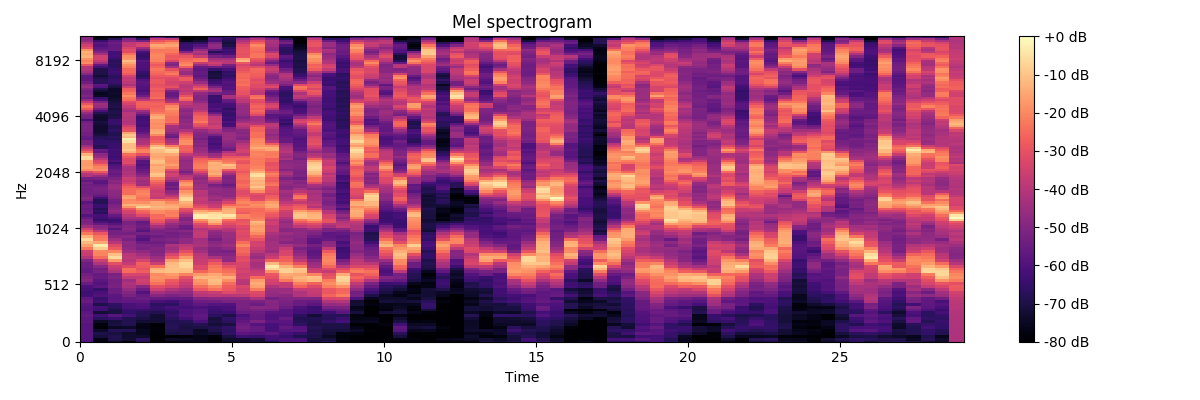 Mel spectrogram
Hz
8192
4096
2048
1024
512
0
0 5 10 15 20 25
Time
+0 dB
-10 dB
-20 dB
-30 dB
-40 dB
-50 dB
-60 dB
-70 dB
-80 dB